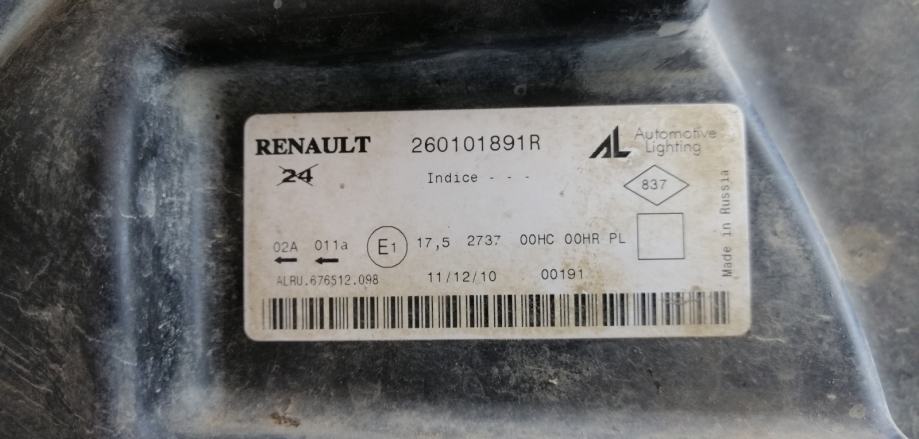 RENAULT 260101891R AL Automotive Lighting
24 Indice - - -
837
02A 011a E1 17,5 2737 00HC 00HR PL
ALRU.676512.098 11/12/10 00191
Made in Russia